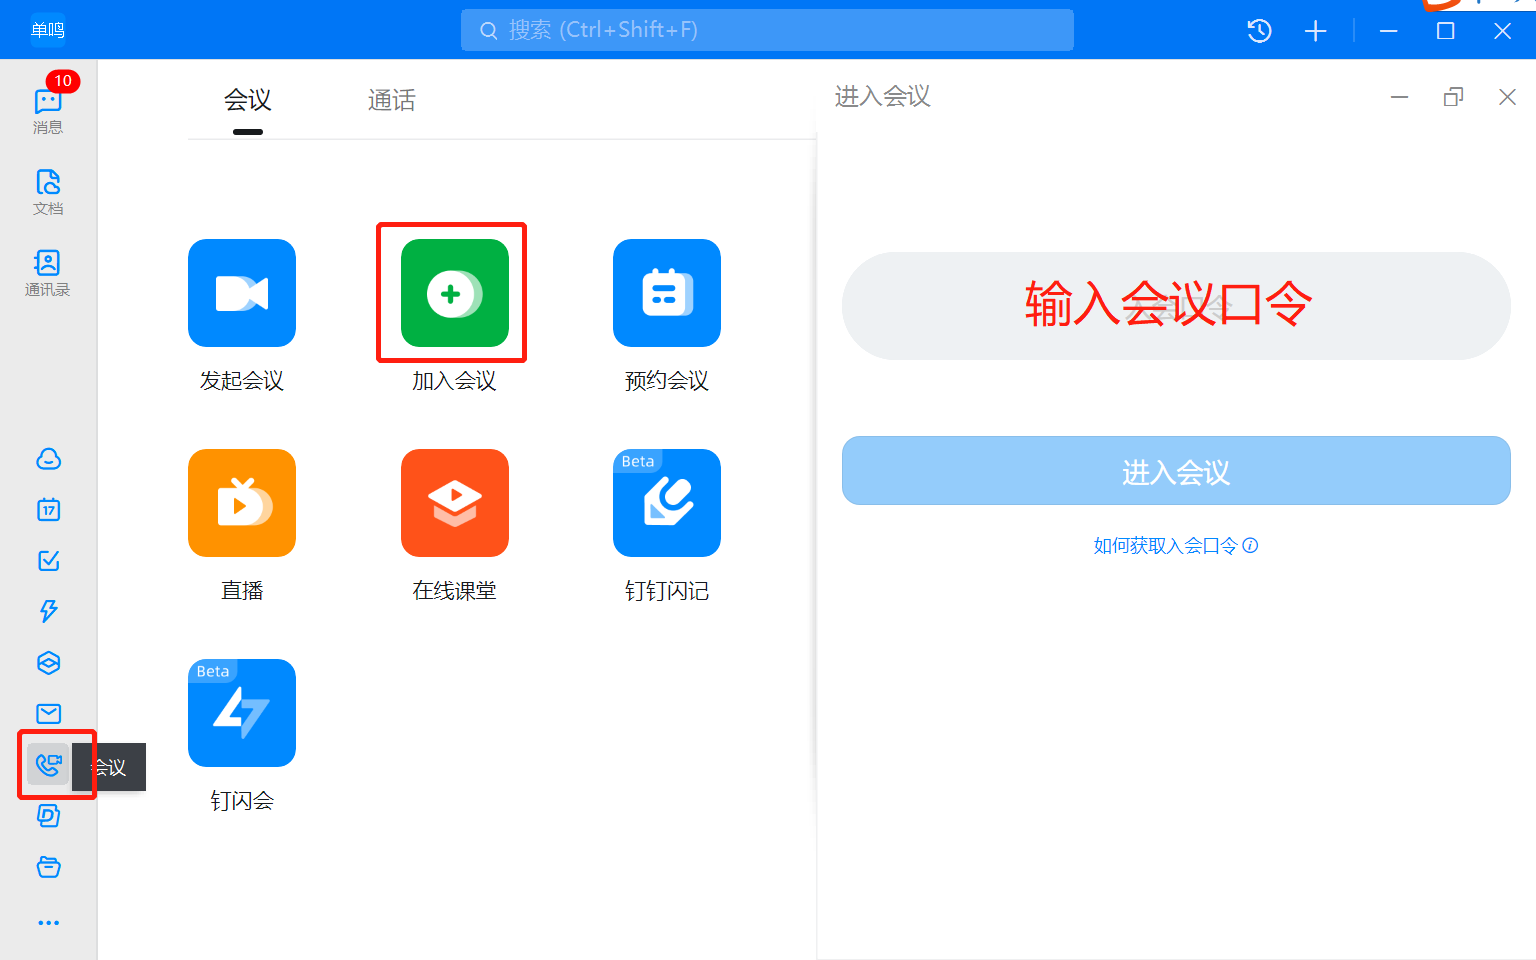 单鸣
搜索 (Ctrl+Shift+F)
10
消息
文档
通讯录
17
会议
会议 通话
发起会议 加入会议 预约会议
Beta
直播 在线课堂 钉钉闪记
Beta
钉闪会
进入会议
输入会议口令
进入会议
如何获取入会口令